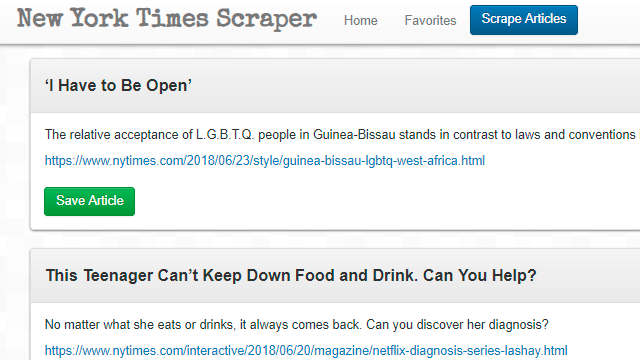 New York Times Scraper
Home
Favorites
Scrape Articles
‘I Have to Be Open’
The relative acceptance of L.G.B.T.Q. people in Guinea-Bissau stands in contrast to laws and conventions
https://www.nytimes.com/2018/06/23/style/guinea-bissau-lgbtq-west-africa.html
Save Article
This Teenager Can’t Keep Down Food and Drink. Can You Help?
No matter what she eats or drinks, it always comes back. Can you discover her diagnosis?
https://www.nytimes.com/interactive/2018/06/20/magazine/netflix-diagnosis-series-lashay.html